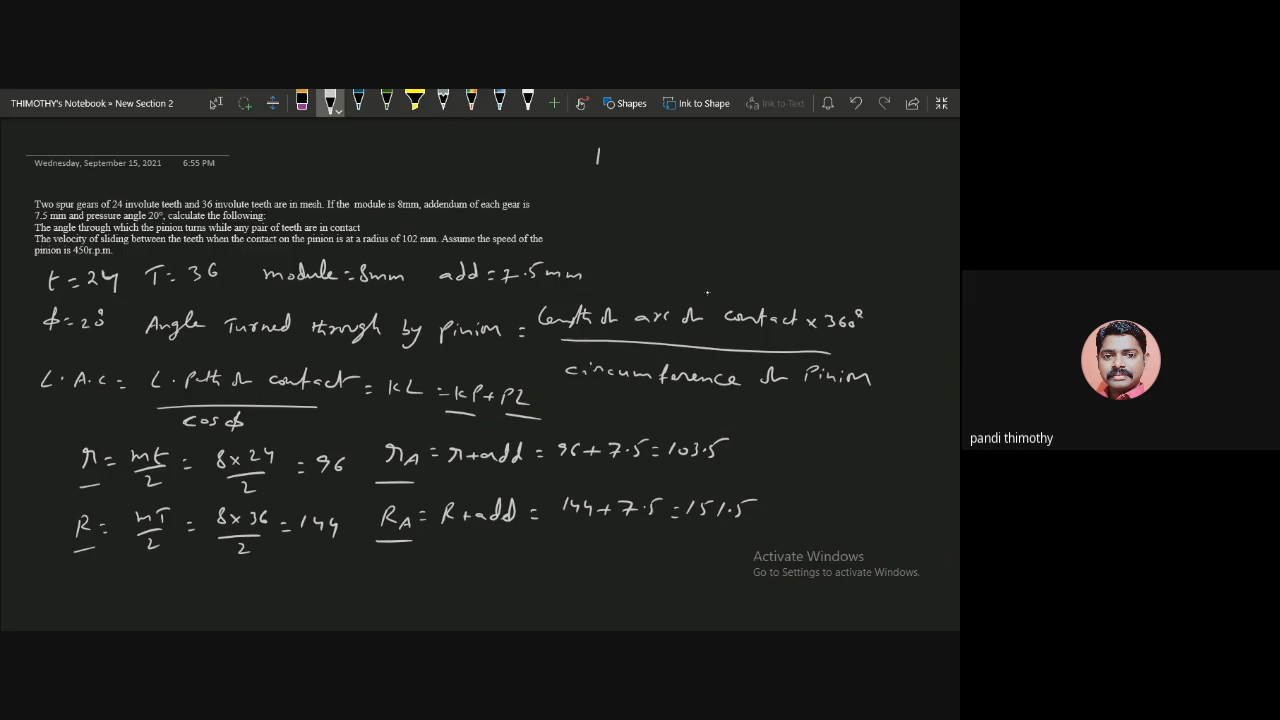 THIMOTHY's Notebook » New Section 2
Shapes
Ink to Shape
Ink to Text
Wednesday, September 15, 2021 6:55 PM
Two spur gears of 24 involute teeth and 36 involute teeth are in mesh. If the module is 8mm, addendum of each gear is
7.5 mm and pressure angle 20°, calculate the following:
The angle through which the pinion turns while any pair of teeth are in contact
The velocity of sliding between the teeth when the contact on the pinion is at a radius of 102 mm. Assume the speed of the
pinion is 450r.p.m.
t = 24 T = 36 module = 8mm add = 7.5mm
ϕ = 20° Angle Turned through by Pinion = Length of arc of contact × 360° / circumference of Pinion
L.A.C = L. Path of contact / cos ϕ = KL = KP + PL
r = mt/2 = 8 × 24/2 = 96 rA = r + add = 96 + 7.5 = 103.5
R = mT/2 = 8 × 36/2 = 144 RA = R + add = 144 + 7.5 = 151.5
Activate Windows
Go to Settings to activate Windows.
pandi thimothy